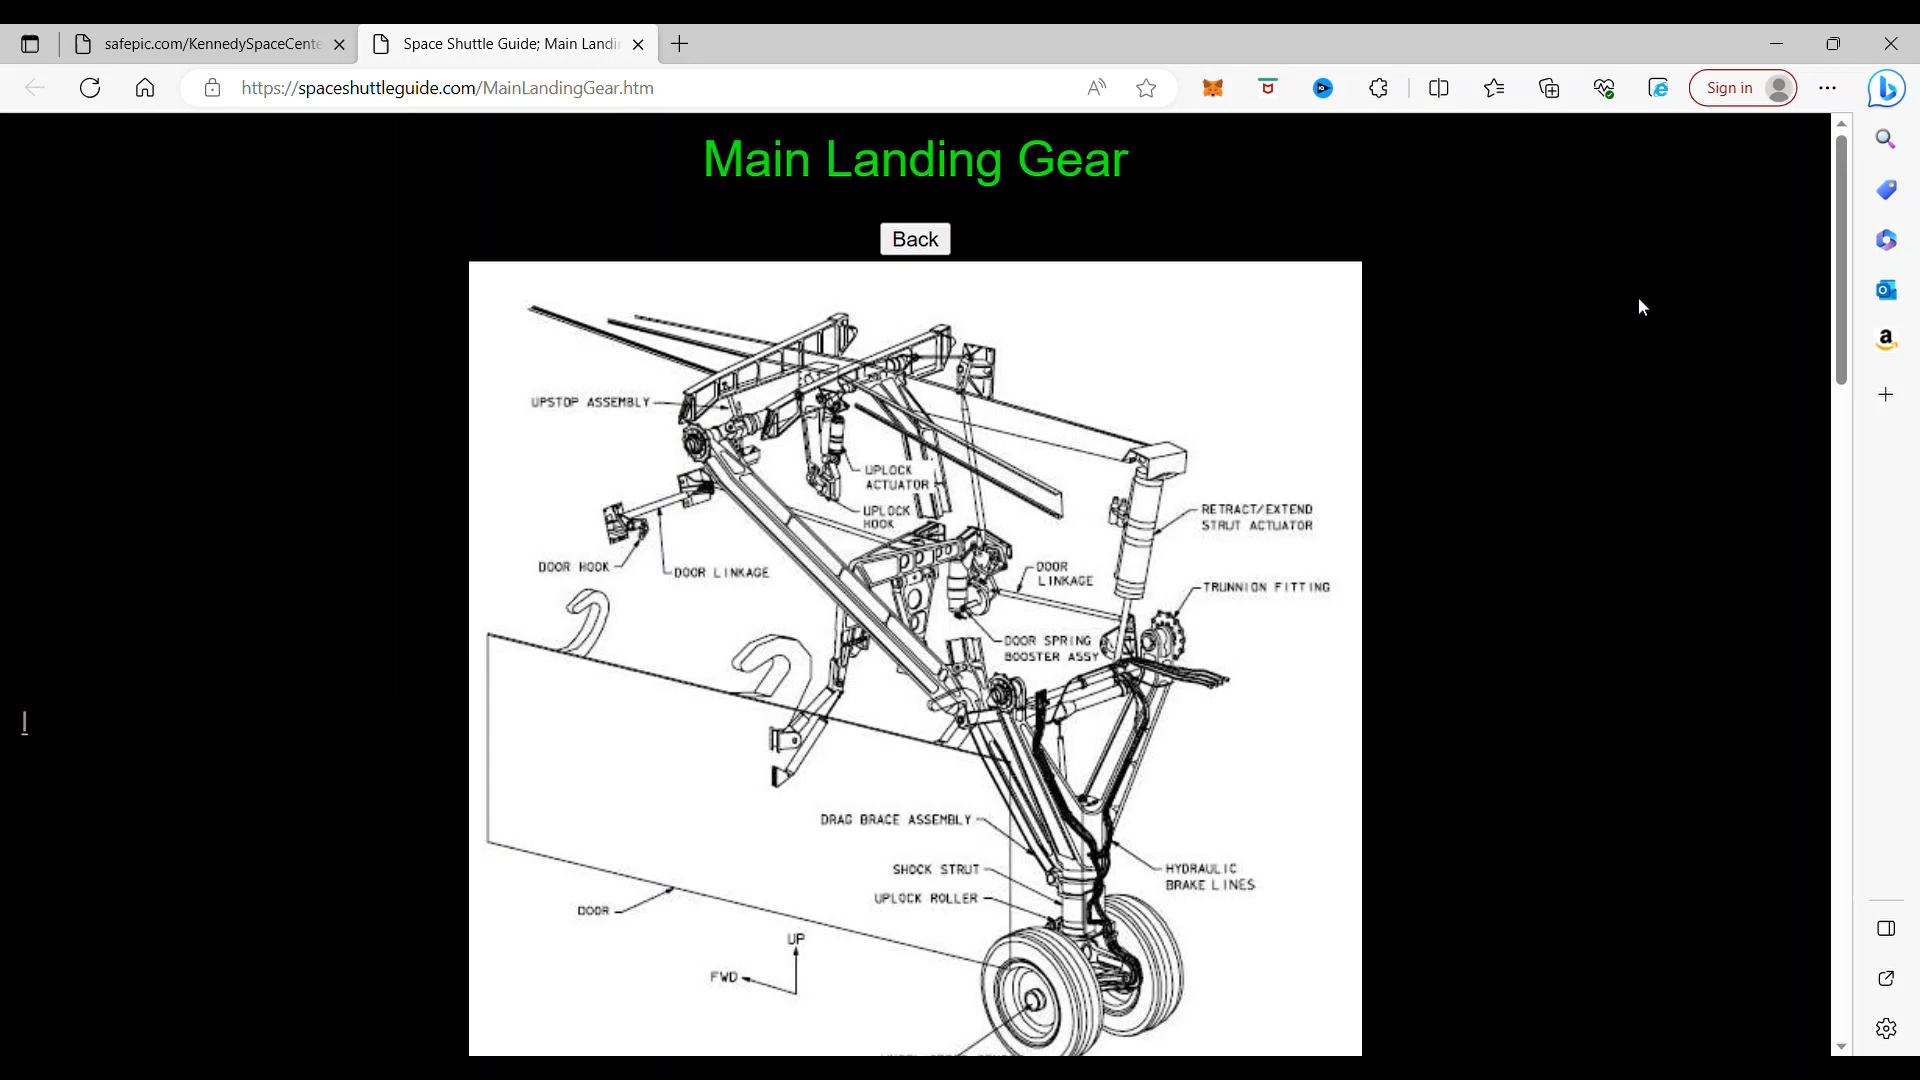 safepic.com/KennedySpaceCente
Space Shuttle Guide; Main Landi
https://spaceshuttleguide.com/MainLandingGear.htm
Sign in
Main Landing Gear
Back
UPSTOP ASSEMBLY
UPLOCK
ACTUATOR
UPLOCK
HOOK
RETRACT/EXTEND
STRUT ACTUATOR
DOOR HOOK
DOOR LINKAGE
DOOR
LINKAGE
TRUNNION FITTING
DOOR SPRING
BOOSTER ASSY
DRAG BRACE ASSEMBLY
SHOCK STRUT
UPLOCK ROLLER
HYDRAULIC
BRAKE LINES
DOOR
UP
FWD